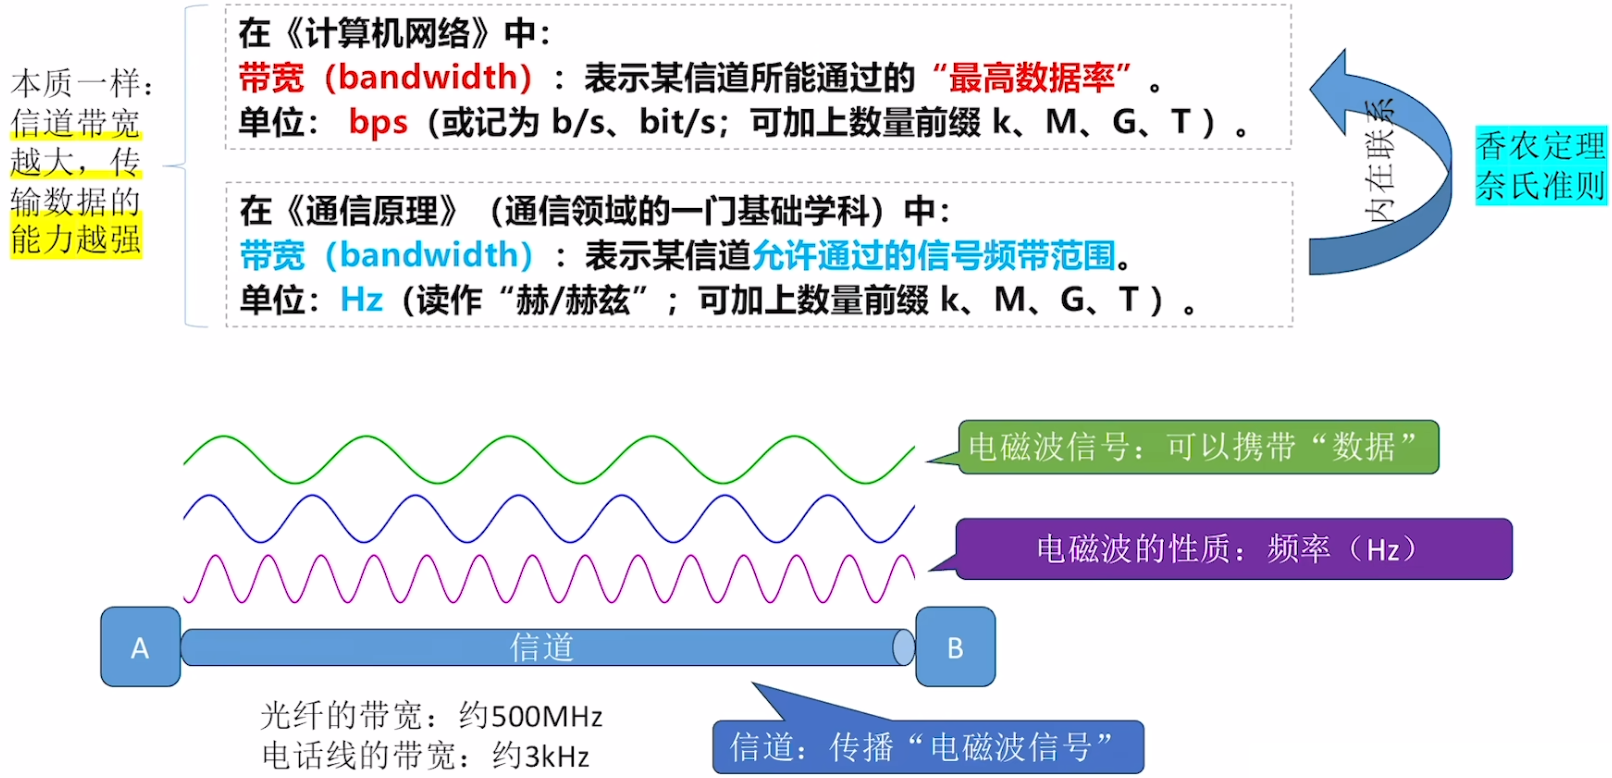 本质一样：
信道带宽
越大，传
输数据的
能力越强
在《计算机网络》中：
带宽（bandwidth）：表示某信道所能通过的“最高数据率”。
单位： bps（或记为 b/s、bit/s；可加上数量前缀 k、M、G、T ）。
在《通信原理》（通信领域的一门基础学科）中：
带宽（bandwidth）：表示某信道允许通过的信号频带范围。
单位：Hz（读作“赫/赫兹”；可加上数量前缀 k、M、G、T ）。
内在联系
香农定理
奈氏准则
电磁波信号：可以携带“数据”
电磁波的性质：频率（Hz）
A
信道
B
光纤的带宽：约500MHz
电话线的带宽：约3kHz
信道：传播“电磁波信号”